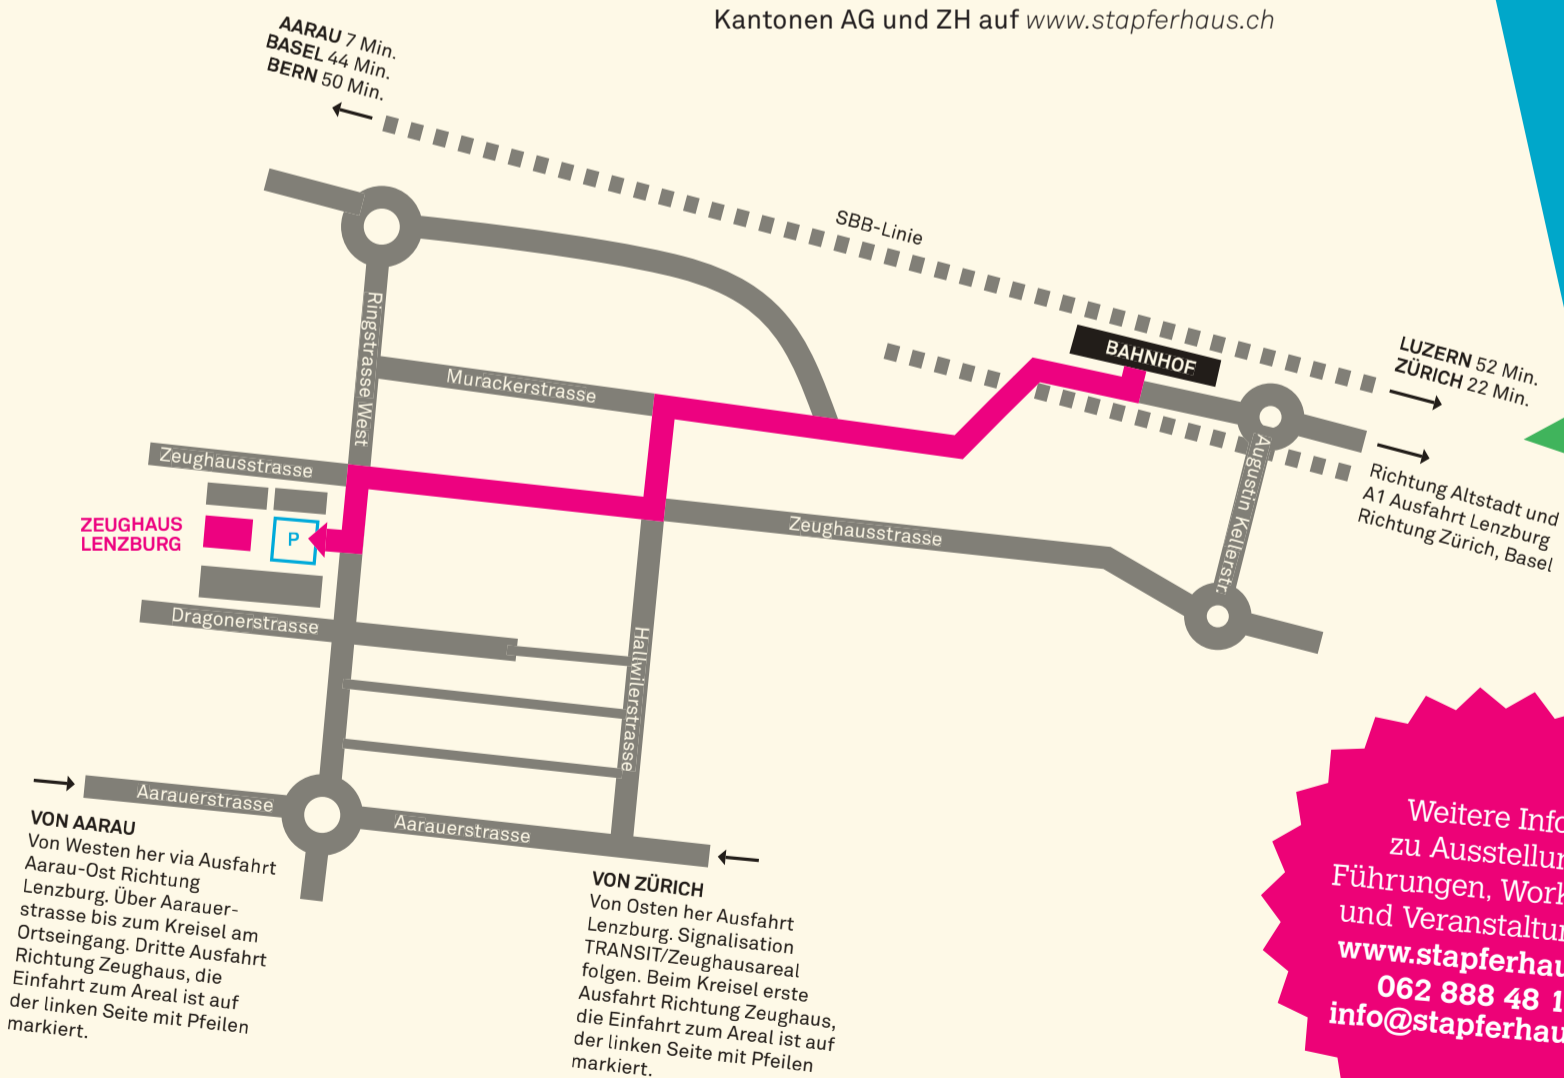 Kantonen AG und ZH auf www.stapferhaus.ch
AARAU 7 Min.
BASEL 44 Min.
BERN 50 Min.
SBB-Linie
BAHNHOF
LUZERN 52 Min.
ZÜRICH 22 Min.
Richtung Altstadt und
A1 Ausfahrt Lenzburg
Richtung Zürich, Basel
Ringstrasse West
Murackerstrasse
Augustin Kellerstr.
Zeughausstrasse
ZEUGHAUS
LENZBURG
P
Zeughausstrasse
Dragonerstrasse
Hallwilerstrasse
Aarauerstrasse
Aarauerstrasse
VON AARAU
Von Westen her via Ausfahrt
Aarau-Ost Richtung
Lenzburg. Über Aarauer-
strasse bis zum Kreisel am
Ortseingang. Dritte Ausfahrt
Richtung Zeughaus, die
Einfahrt zum Areal ist auf
der linken Seite mit Pfeilen
markiert.
VON ZÜRICH
Von Osten her Ausfahrt
Lenzburg. Signalisation
TRANSIT/Zeughausareal
folgen. Beim Kreisel erste
Ausfahrt Richtung Zeughaus,
die Einfahrt zum Areal ist auf
der linken Seite mit Pfeilen
markiert.
Weitere Info
zu Ausstellun
Führungen, Work
und Veranstaltun
www.stapferhau
062 888 48 1
info@stapferhau